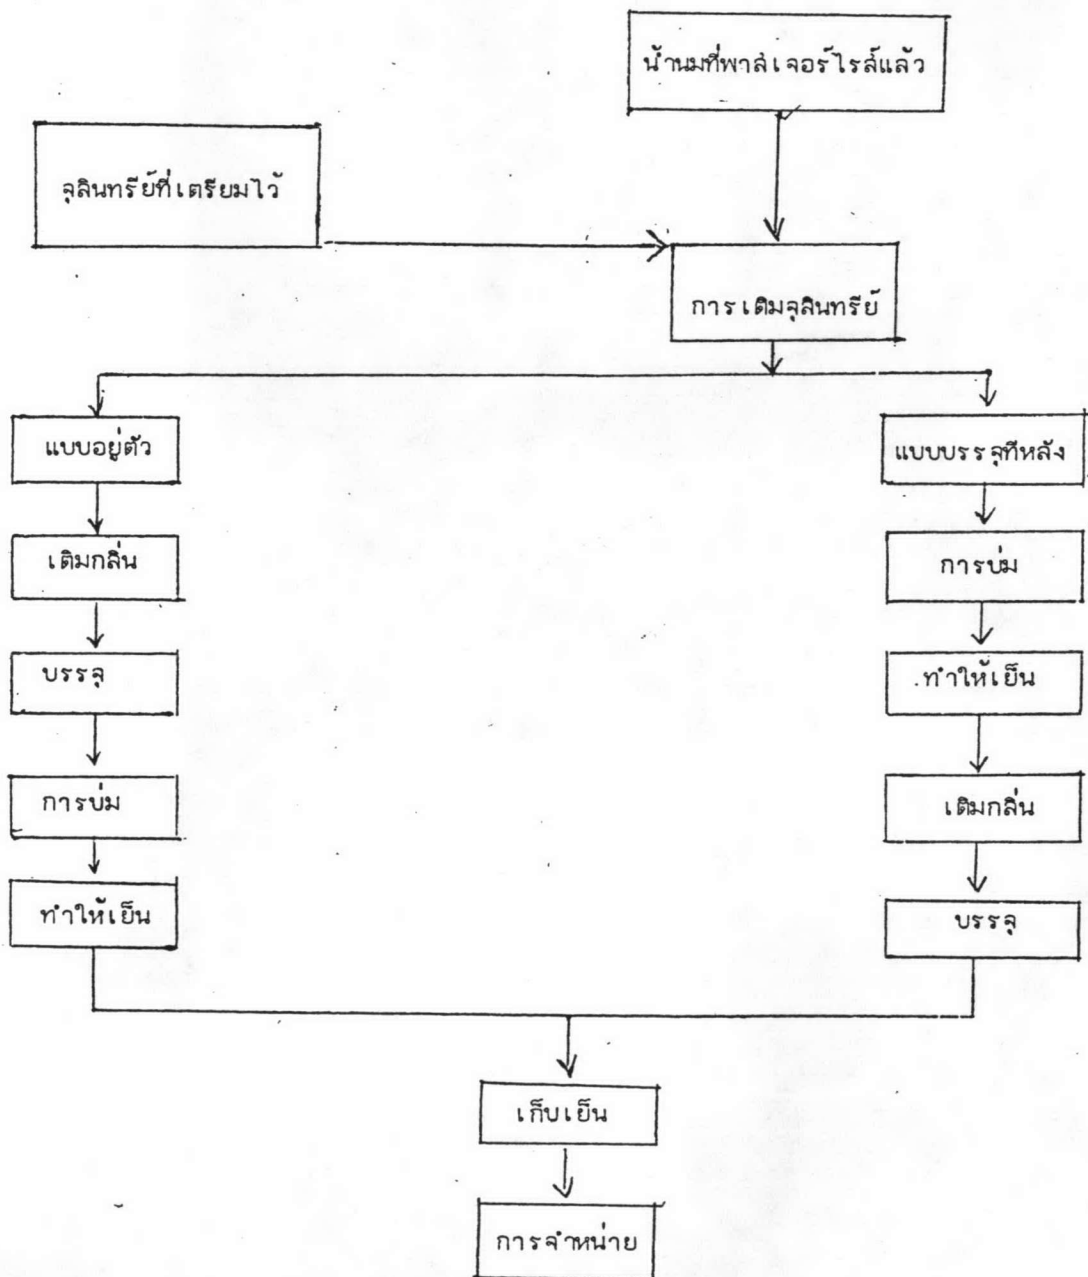 น้ำนมที่พาสเจอร์ไรส์แล้ว
จุลินทรีย์ที่เตรียมไว้
การเติมจุลินทรีย์
แบบอยู่ตัว
แบบบรรจุทีหลัง
เติมกลิ่น
การบ่ม
บรรจุ
ทำให้เย็น
การบ่ม
เติมกลิ่น
ทำให้เย็น
บรรจุ
เก็บเย็น
การจำหน่าย